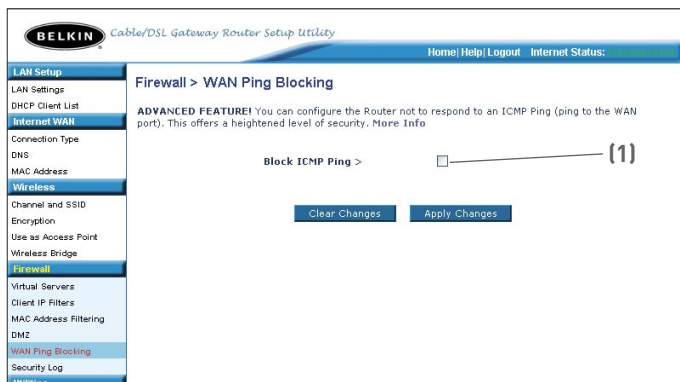 BELKIN
Cable/DSL Gateway Router Setup Utility
Home| Help| Logout Internet Status:
LAN Setup
LAN Settings
DHCP Client List
Internet WAN
Connection Type
DNS
MAC Address
Wireless
Channel and SSID
Encryption
Use as Access Point
Wireless Bridge
Firewall
Virtual Servers
Client IP Filters
MAC Address Filtering
DMZ
WAN Ping Blocking
Security Log
Utilities
Firewall > WAN Ping Blocking
ADVANCED FEATURE! You can configure the Router not to respond to an ICMP Ping (ping to the WAN
port). This offers a heightened level of security. More Info
Block ICMP Ping >
(1)
Clear Changes Apply Changes